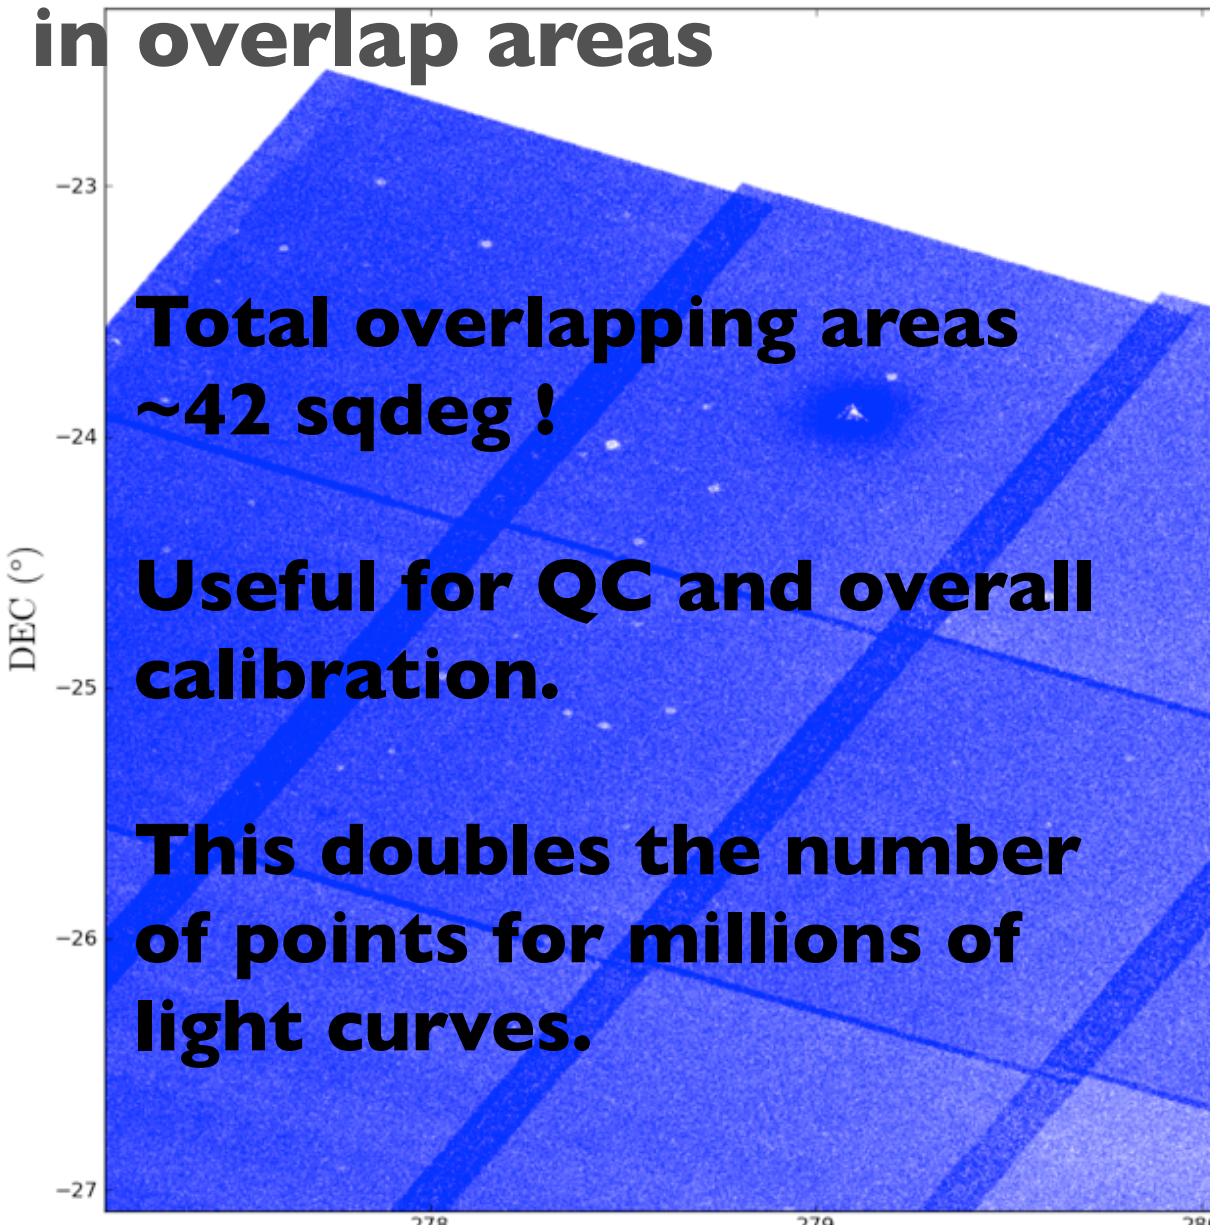 in overlap areas
−23
Total overlapping areas
~42 sqdeg !
−24
Useful for QC and overall
calibration.
DEC (°)
−25
This doubles the number
of points for millions of
−26
light curves.
−27
278
279